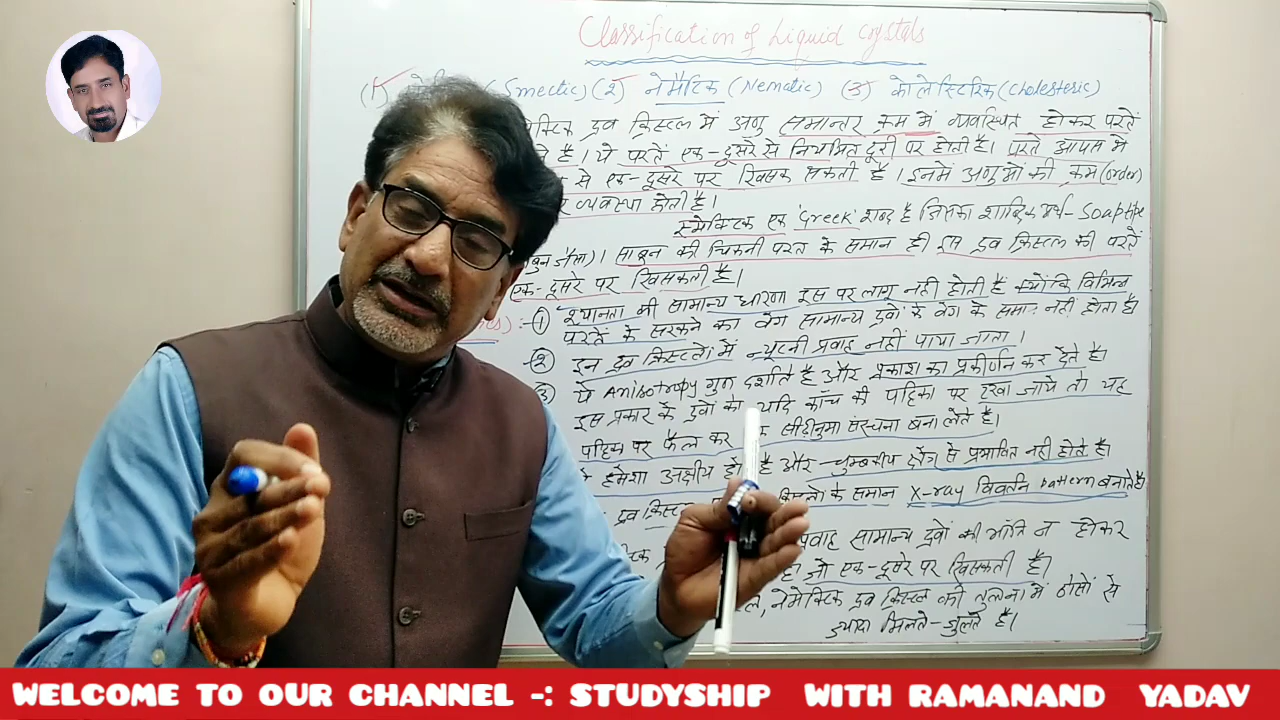 Classification of Liquid Crystals
(1) (Smectic) (2) नेमैटिक (Nematic) (3) कोलेस्टिरिक (Cholesteric)
द्रव क्रिस्टल में अणु समान्तर क्रम में व्यवस्थित होकर परतें
है। ये परतें एक-दूसरे से नियमित दूरी पर होती है। परतें आपस में
से एक-दूसरे पर खिसक सकती है। इनमें अणुओं की क्रम (order)
व्यवस्था होती है।
स्मेक्टिक एक 'Greek' शब्द है जिसका शाब्दिक अर्थ - Soap type
जैसा)। साबुन की चिकनी परत के समान ही इस द्रव क्रिस्टल की परतें
एक-दूसरे पर खिसकती है।
:- (1) श्यानता की सामान्य धारणा इस पर लागू नही होती है क्योंकि विभिन्न
परतों के सरकने का वेग सामान्य द्रवों के वेग के समान नहीं होता है
(2) इन द्रव क्रिस्टलों में न्यूटनी प्रवाह नहीं पाया जाता।
(3) ये Anisotropy गुण दर्शाते है और प्रकाश का प्रकीर्णन कर देते है।
इस प्रकार के द्रवों को यदि काँच की पट्टिका पर रखा जाये तो यह
पट्टिका पर फैल कर सीढ़ीनुमा संरचना बना लेते है।
हमेशा अक्षीय है और चुम्बकीय क्षेत्र से प्रभावित नही होते है।
द्रव क्रिस्टल के समान X-ray विवर्तन pattern बनाते है
प्रवाह सामान्य द्रवों की भांति न होकर
जो एक-दूसरे पर खिसकती है।
नेमेक्टिक द्रव क्रिस्टल की तुलना में ठोसों से
ज्यादा मिलते-जुलते है।
WELCOME TO OUR CHANNEL -: STUDYSHIP WITH RAMANAND YADAV